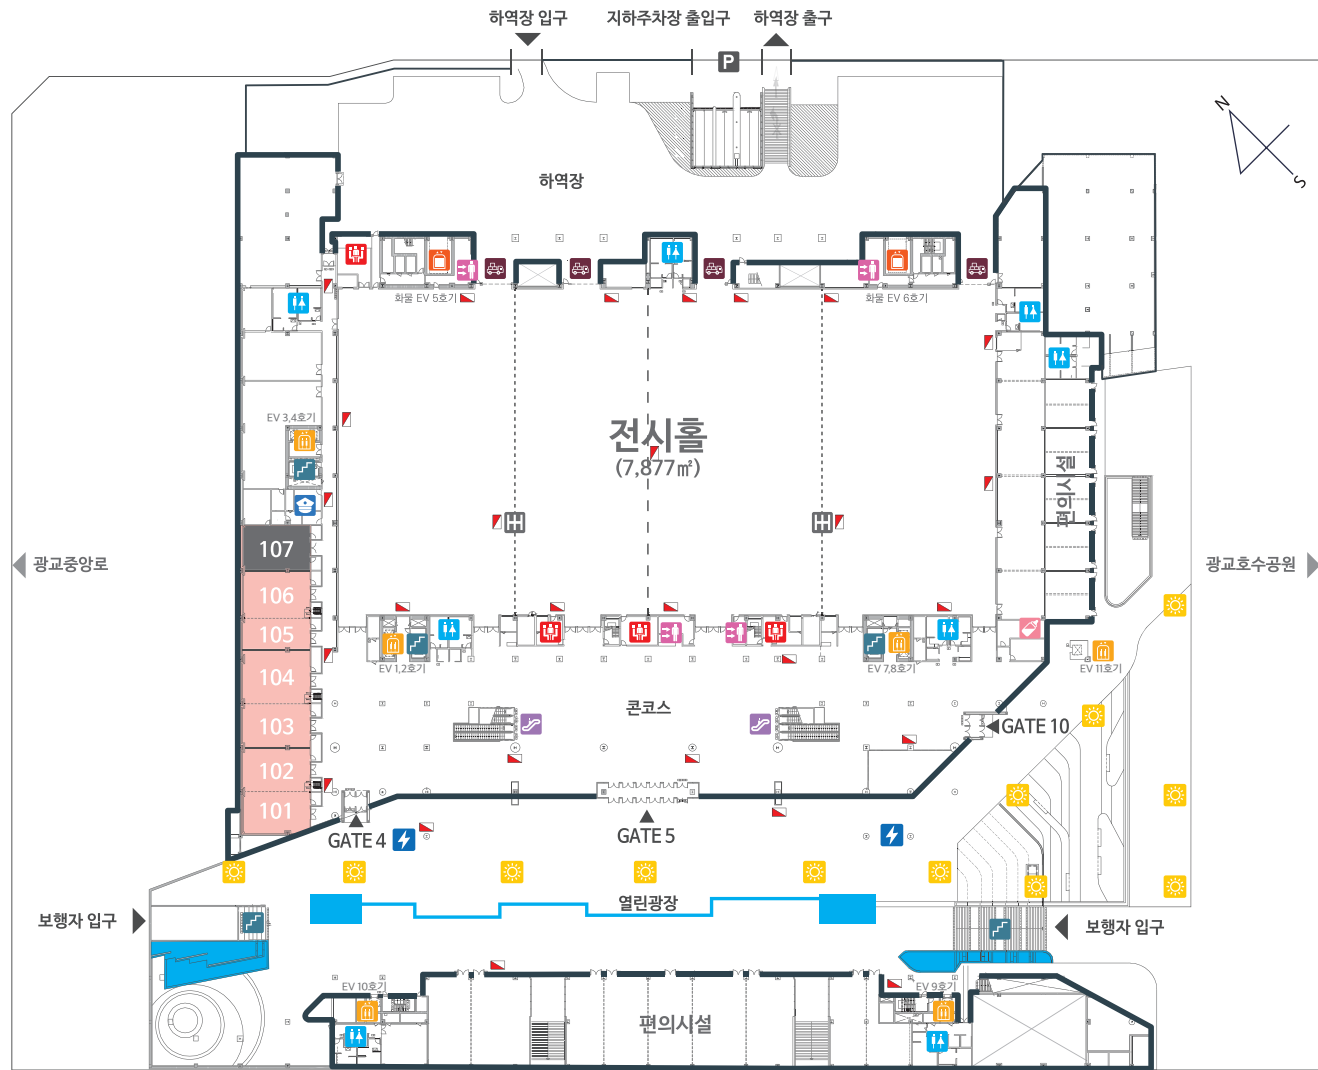 하역장 입구
지하주차장 출입구
하역장 출구
P
N
S
하역장
화물 EV 5호기
화물 EV 6호기
EV 3,4호기
전시홀
(7,877㎡)
편의시설
광교중앙로
광교호수공원
107
106
105
104
103
102
101
EV 1,2호기
EV 7,8호기
EV 11호기
콘코스
GATE 10
GATE 4
GATE 5
열린광장
보행자 입구
보행자 입구
EV 10호기
EV 9호기
편의시설